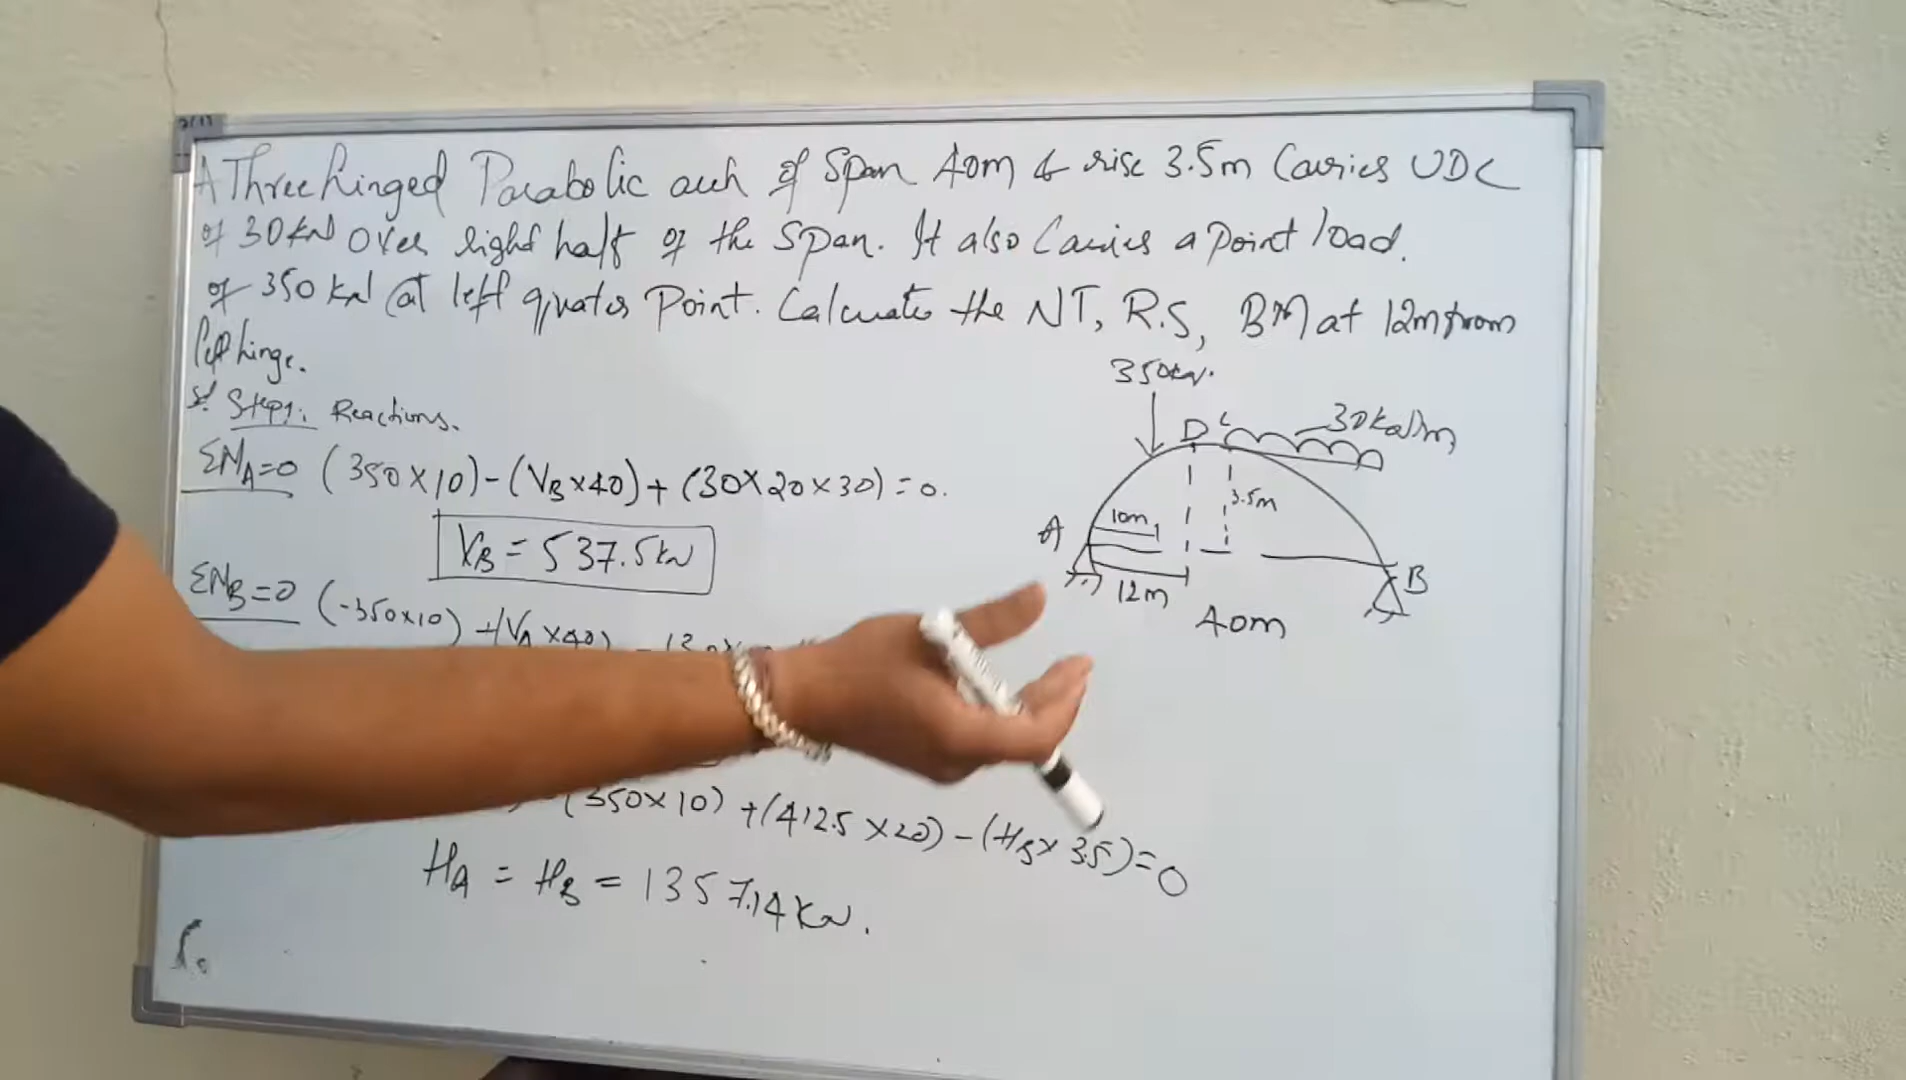 A Three hinged Parabolic arch of Span 40m & rise 3.5m Carries UDL
of 30kN over right half of the Span. It also Carries a Point load.
of 350 kN at left quater Point. Calculate the NT, R.S, BM at 12m from
left hinge.
Step1: Reactions.
ΣMA=0 (350×10)-(VB×40)+(30×20×30)=0.
VB = 537.5kN
ΣMB=0 (-350×10)+(VA×40)-(30×
(350×10)+(412.5×20)-(HB×3.5)=0
HA = HB = 1357.14kN.
350kN.
D C 30kN/m
3.5m
10m
A
B
12m
40m